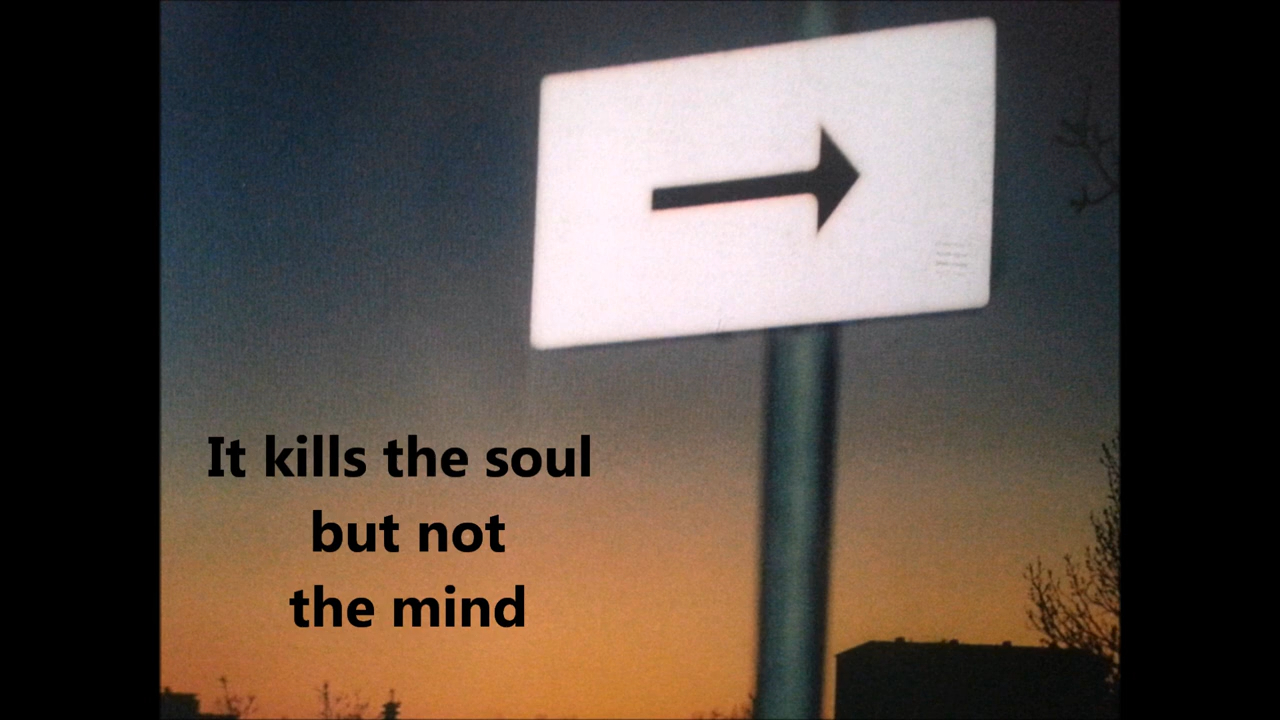 It kills the soul
but not
the mind